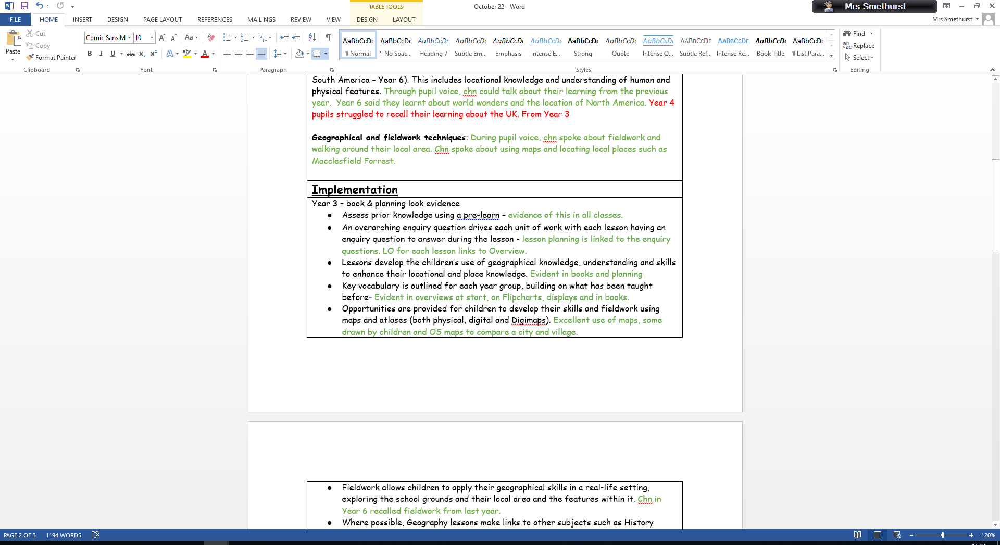 October 22 - Word
TABLE TOOLS
Mrs Smethurst
FILE HOME INSERT DESIGN PAGE LAYOUT REFERENCES MAILINGS REVIEW VIEW DESIGN LAYOUT
Mrs Smethurst
Paste
Cut
Copy
Format Painter
Clipboard
Comic Sans M 10
Font
Paragraph
AaBbCcDc AaBbCcDc AaBbCcDc AaBbCcDc AaBbCcDc AaBbCcDc AaBbCcDc AaBbCcDc AaBbCcDc AABBCCDE AABBCCDE AaBbCcDc AaBbCcDc
¶ Normal ¶ No Spac... Heading 7 Subtle Em... Emphasis Intense E... Strong Quote Intense Q... Subtle Ref... Intense Re... Book Title ¶ List Para...
Styles
Find
Replace
Select
Editing
South America – Year 6). This includes locational knowledge and understanding of human and
physical features. Through pupil voice, chn could talk about their learning from the previous
year.  Year 6 said they learnt about world wonders and the location of North America. Year 4
pupils struggled to recall their learning about the UK. From Year 3
Geographical and fieldwork techniques: During pupil voice, chn spoke about fieldwork and
walking around their local area. Chn spoke about using maps and locating local places such as
Macclesfield Forrest.
Implementation
Year 3 – book & planning look evidence
● Assess prior knowledge using a pre-learn – evidence of this in all classes.
● An overarching enquiry question drives each unit of work with each lesson having an
enquiry question to answer during the lesson - lesson planning is linked to the enquiry
questions. LO for each lesson links to Overview.
● Lessons develop the children's use of geographical knowledge, understanding and skills
to enhance their locational and place knowledge. Evident in books and planning
● Key vocabulary is outlined for each year group, building on what has been taught
before- Evident in overviews at start, on Flipcharts, displays and in books.
● Opportunities are provided for children to develop their skills and fieldwork using
maps and atlases (both physical, digital and Digimaps). Excellent use of maps, some
drawn by children and OS maps to compare a city and village.
● Fieldwork allows children to apply their geographical skills in a real-life setting,
exploring the school grounds and their local area and the features within it. Chn in
Year 6 recalled fieldwork from last year.
● Where possible, Geography lessons make links to other subjects such as History
PAGE 2 OF 3 1194 WORDS
120%